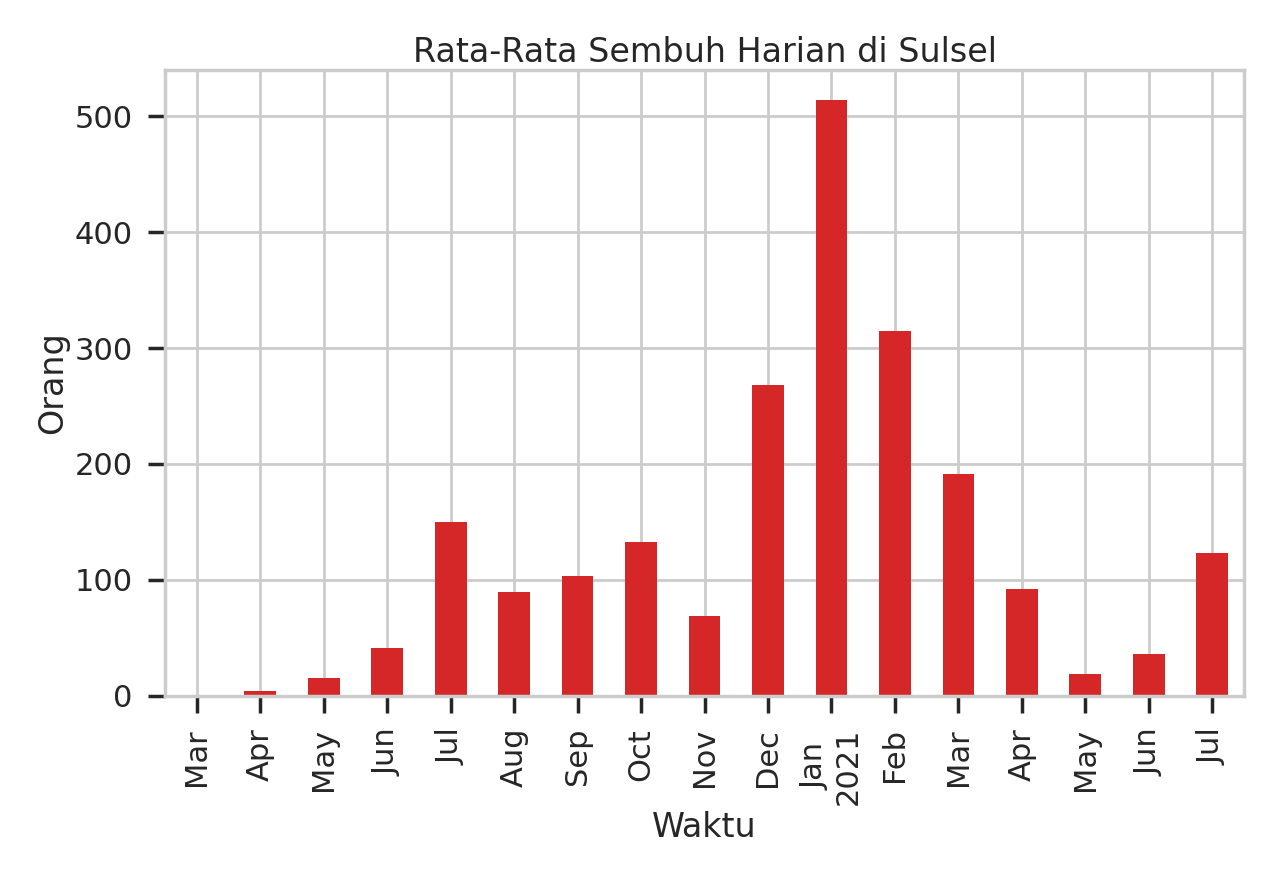 Rata-Rata Sembuh Harian di Sulsel
500
400
300
200
100
0
Orang
Mar
Apr
May
Jun
Jul
Aug
Sep
Oct
Nov
Dec
Jan
2021
Feb
Mar
Apr
May
Jun
Jul
Waktu